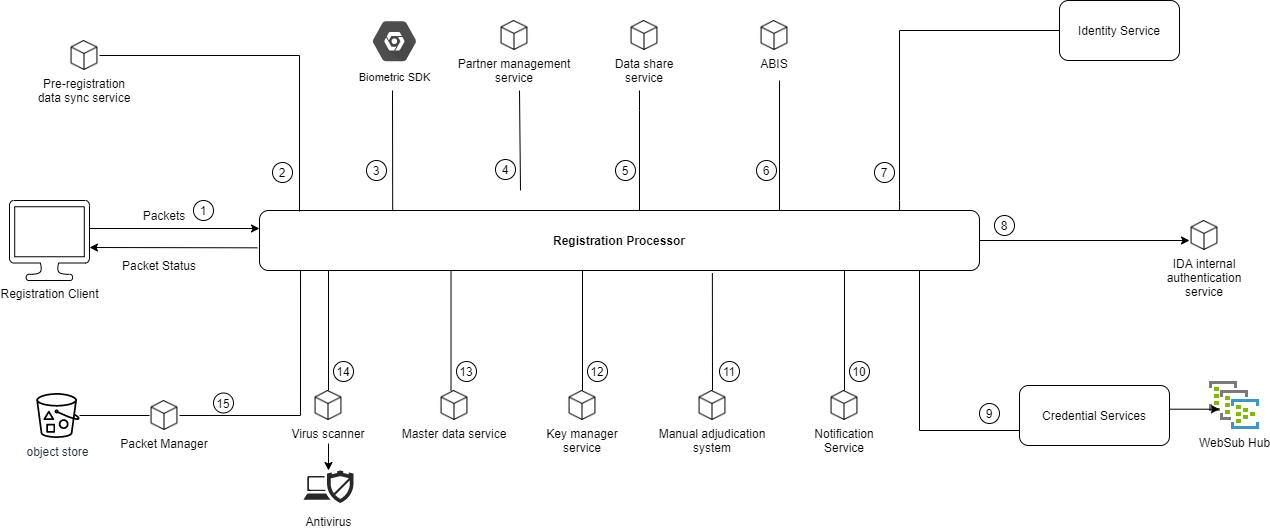 Identity Service
Pre-registration
data sync service
Biometric SDK
Partner management
service
Data share
service
ABIS
2
3
4
5
6
7
Packets
1
Registration Processor
8
Packet Status
Registration Client
IDA internal
authentication
service
15
14
13
12
11
10
9
object store
Packet Manager
Virus scanner
Master data service
Key manager
service
Manual adjudication
system
Notification
Service
Credential Services
WebSub Hub
Antivirus